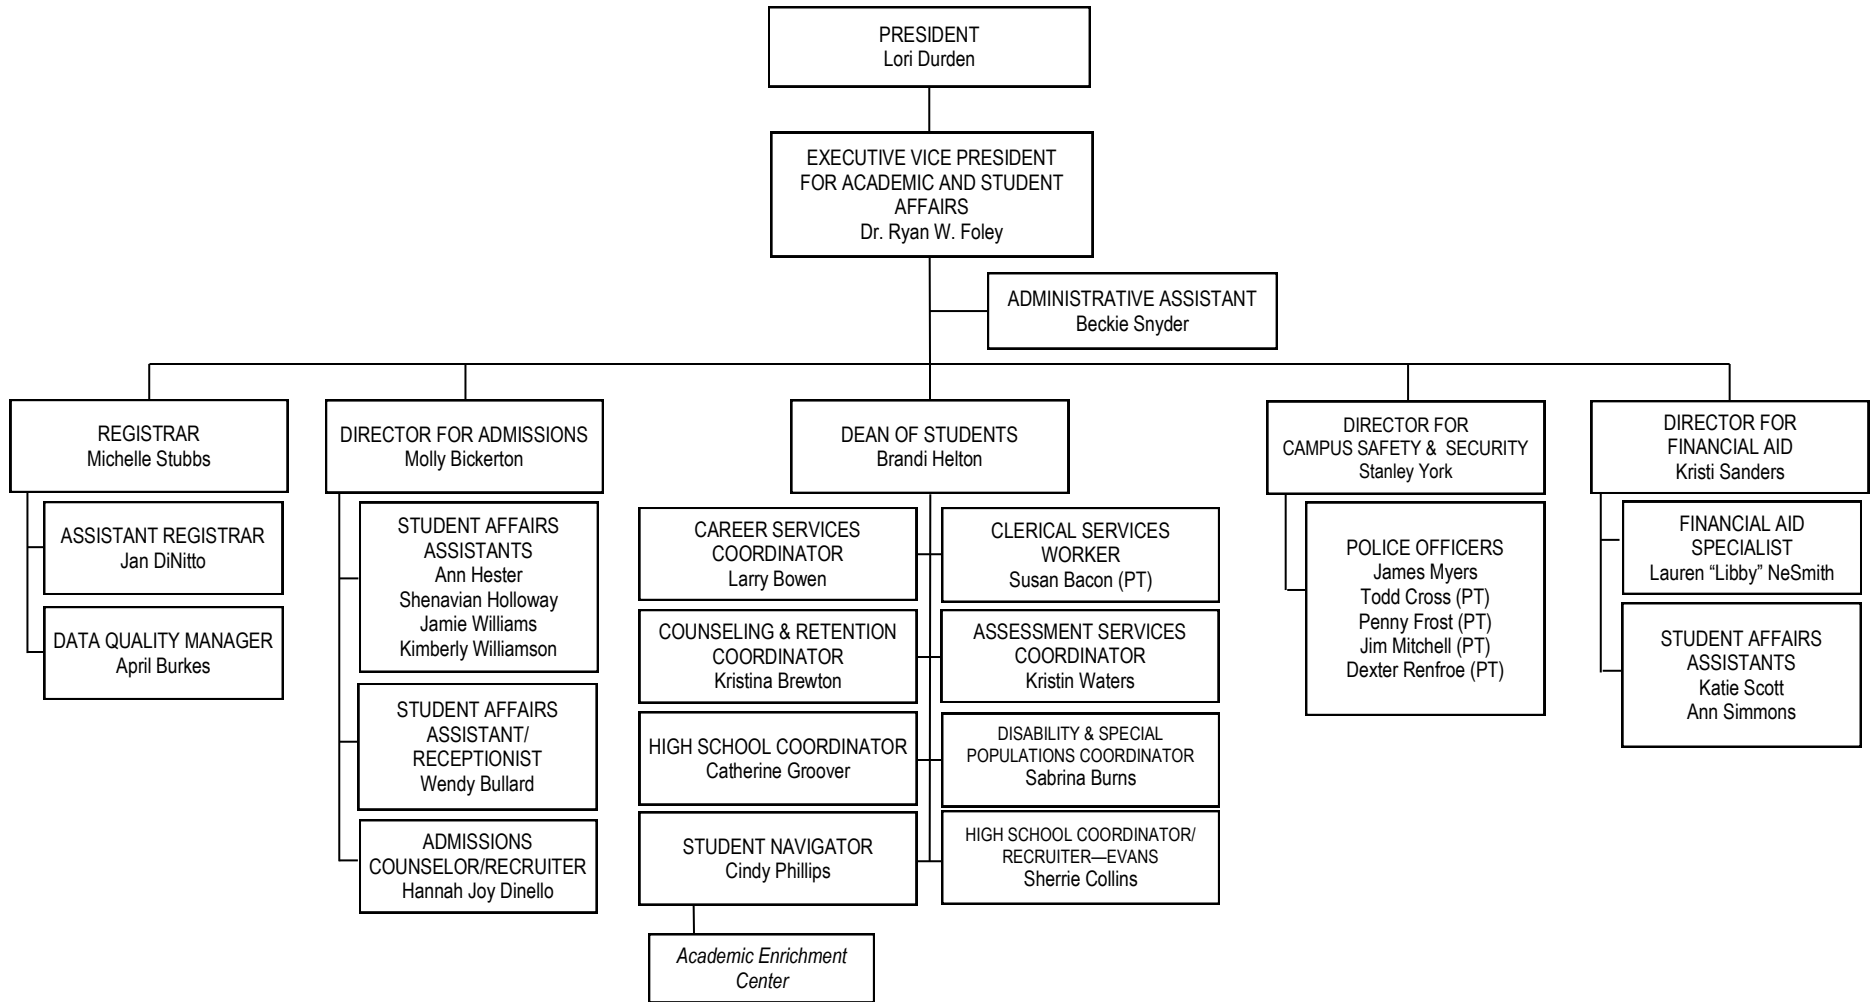 PRESIDENT
Lori Durden
EXECUTIVE VICE PRESIDENT
FOR ACADEMIC AND STUDENT
AFFAIRS
Dr. Ryan W. Foley
ADMINISTRATIVE ASSISTANT
Beckie Snyder
REGISTRAR
Michelle Stubbs
ASSISTANT REGISTRAR
Jan DiNitto
DATA QUALITY MANAGER
April Burkes
DIRECTOR FOR ADMISSIONS
Molly Bickerton
STUDENT AFFAIRS
ASSISTANTS
Ann Hester
Shenavian Holloway
Jamie Williams
Kimberly Williamson
STUDENT AFFAIRS
ASSISTANT/
RECEPTIONIST
Wendy Bullard
ADMISSIONS
COUNSELOR/RECRUITER
Hannah Joy Dinello
DEAN OF STUDENTS
Brandi Helton
CAREER SERVICES
COORDINATOR
Larry Bowen
CLERICAL SERVICES
WORKER
Susan Bacon (PT)
COUNSELING & RETENTION
COORDINATOR
Kristina Brewton
ASSESSMENT SERVICES
COORDINATOR
Kristin Waters
HIGH SCHOOL COORDINATOR
Catherine Groover
DISABILITY & SPECIAL
POPULATIONS COORDINATOR
Sabrina Burns
STUDENT NAVIGATOR
Cindy Phillips
HIGH SCHOOL COORDINATOR/
RECRUITER—EVANS
Sherrie Collins
Academic Enrichment
Center
DIRECTOR FOR
CAMPUS SAFETY & SECURITY
Stanley York
POLICE OFFICERS
James Myers
Todd Cross (PT)
Penny Frost (PT)
Jim Mitchell (PT)
Dexter Renfroe (PT)
DIRECTOR FOR
FINANCIAL AID
Kristi Sanders
FINANCIAL AID
SPECIALIST
Lauren “Libby” NeSmith
STUDENT AFFAIRS
ASSISTANTS
Katie Scott
Ann Simmons